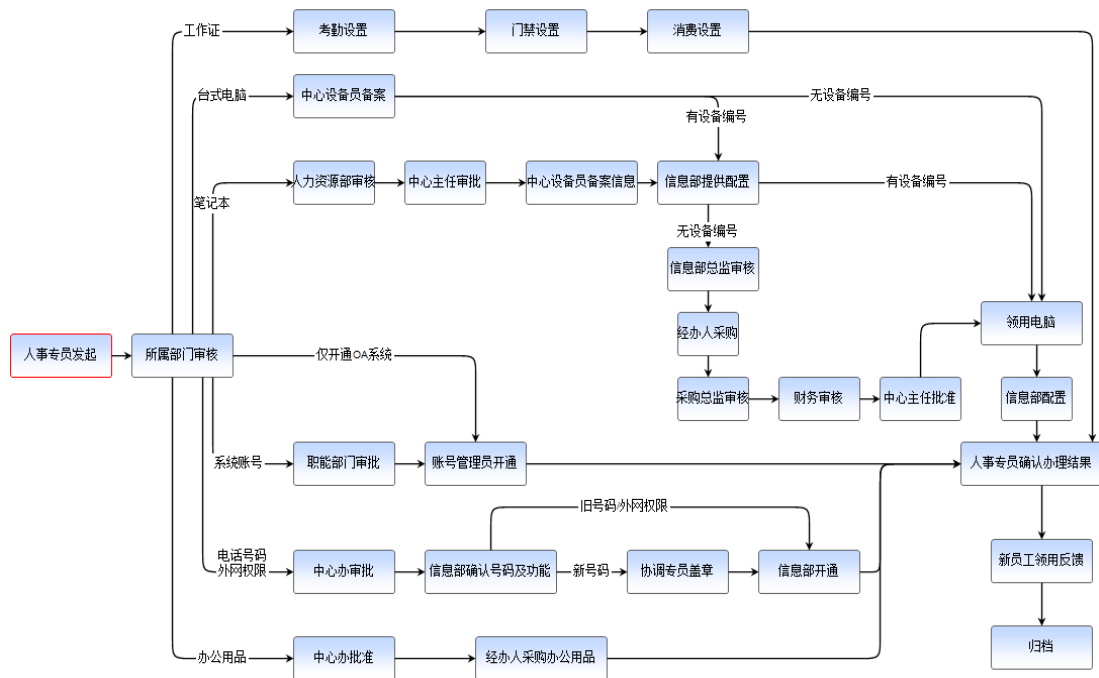 工作证
考勤设置
门禁设置
消费设置
台式电脑
中心设备员备案
无设备编号
有设备编号
笔记本
人力资源部审核
中心主任审批
中心设备员备案信息
信息部提供配置
有设备编号
无设备编号
信息部总监审核
经办人采购
领用电脑
人事专员发起
所属部门审核
仅开通OA系统
采购总监审核
财务审核
中心主任批准
信息部配置
系统账号
职能部门审批
账号管理员开通
人事专员确认办理结果
旧号码/外网权限
电话号码
外网权限
中心办审批
信息部确认号码及功能
新号码
协调专员盖章
信息部开通
新员工领用反馈
办公用品
中心办批准
经办人采购办公用品
归档